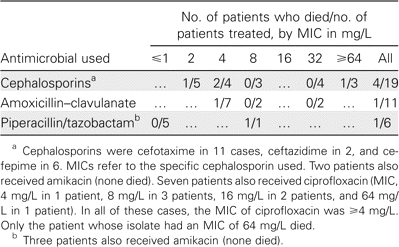 No. of patients who died/no. of
patients treated, by MIC in mg/L
Antimicrobial used ≤1 2 4 8 16 32 ≥64 All
Cephalosporinsa … 1/5 2/4 0/3 … 0/4 1/3 4/19
Amoxicillin–clavulanate … … 1/7 0/2 … 0/2 … 1/11
Piperacillin/tazobactamb 0/5 … … 1/1 … … … 1/6
a Cephalosporins were cefotaxime in 11 cases, ceftazidime in 2, and ce-
fepime in 6. MICs refer to the specific cephalosporin used. Two patients also
received amikacin (none died). Seven patients also received ciprofloxacin (MIC,
4 mg/L in 1 patient, 8 mg/L in 3 patients, 16 mg/L in 2 patients, and 64 mg/
L in 1 patient). In all of these cases, the MIC of ciprofloxacin was ≥4 mg/L.
Only the patient whose isolate had an MIC of 64 mg/L died.
b Three patients also received amikacin (none died).